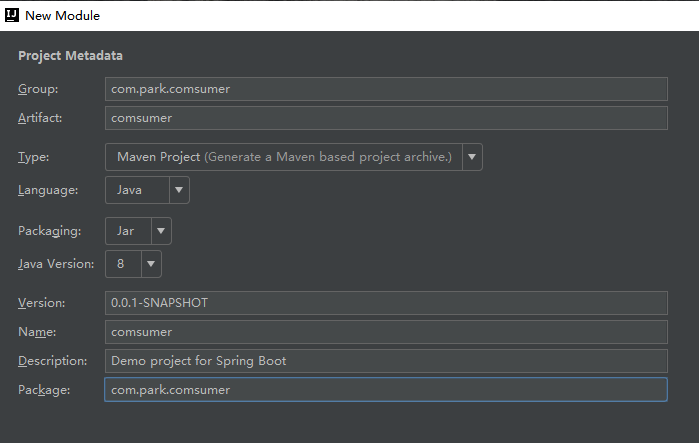 New Module
Project Metadata
Group: com.park.comsumer
Artifact: comsumer
Type: Maven Project (Generate a Maven based project archive.)
Language: Java
Packaging: Jar
Java Version: 8
Version: 0.0.1-SNAPSHOT
Name: comsumer
Description: Demo project for Spring Boot
Package: com.park.comsumer